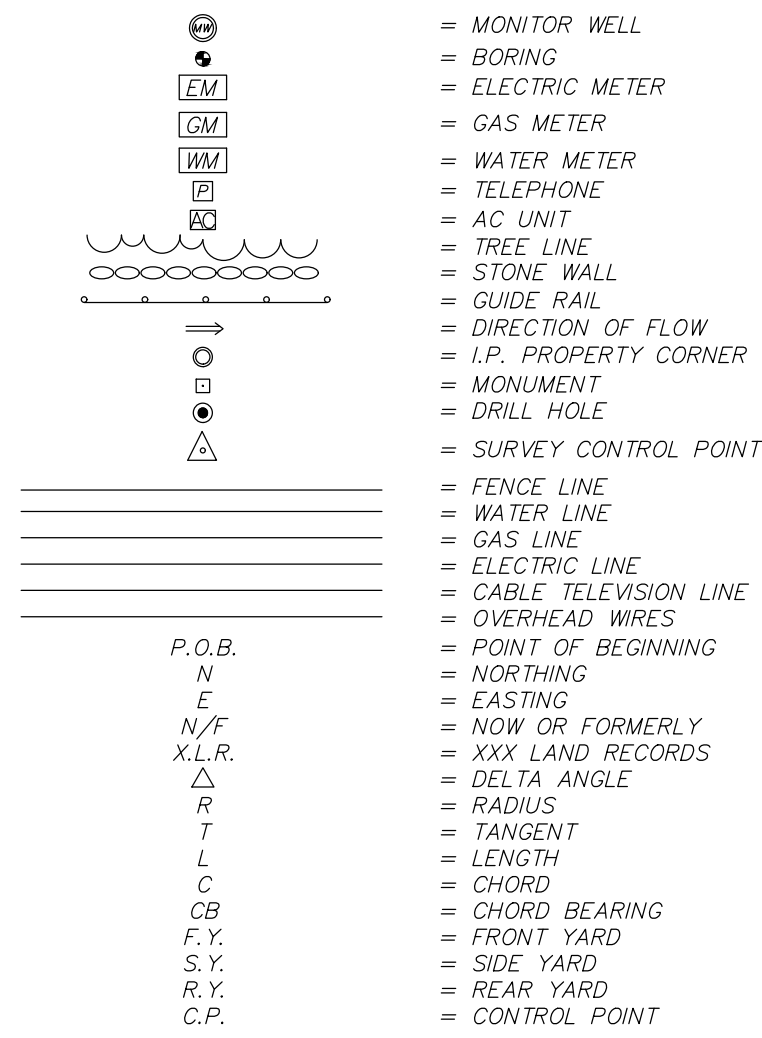 MW = MONITOR WELL
= BORING
EM = ELECTRIC METER
GM = GAS METER
WM = WATER METER
P = TELEPHONE
AC = AC UNIT
= TREE LINE
= STONE WALL
= GUIDE RAIL
= DIRECTION OF FLOW
= I.P. PROPERTY CORNER
= MONUMENT
= DRILL HOLE
= SURVEY CONTROL POINT
= FENCE LINE
= WATER LINE
= GAS LINE
= ELECTRIC LINE
= CABLE TELEVISION LINE
= OVERHEAD WIRES
P.O.B. = POINT OF BEGINNING
N = NORTHING
E = EASTING
N/F = NOW OR FORMERLY
X.L.R. = XXX LAND RECORDS
△ = DELTA ANGLE
R = RADIUS
T = TANGENT
L = LENGTH
C = CHORD
CB = CHORD BEARING
F.Y. = FRONT YARD
S.Y. = SIDE YARD
R.Y. = REAR YARD
C.P. = CONTROL POINT